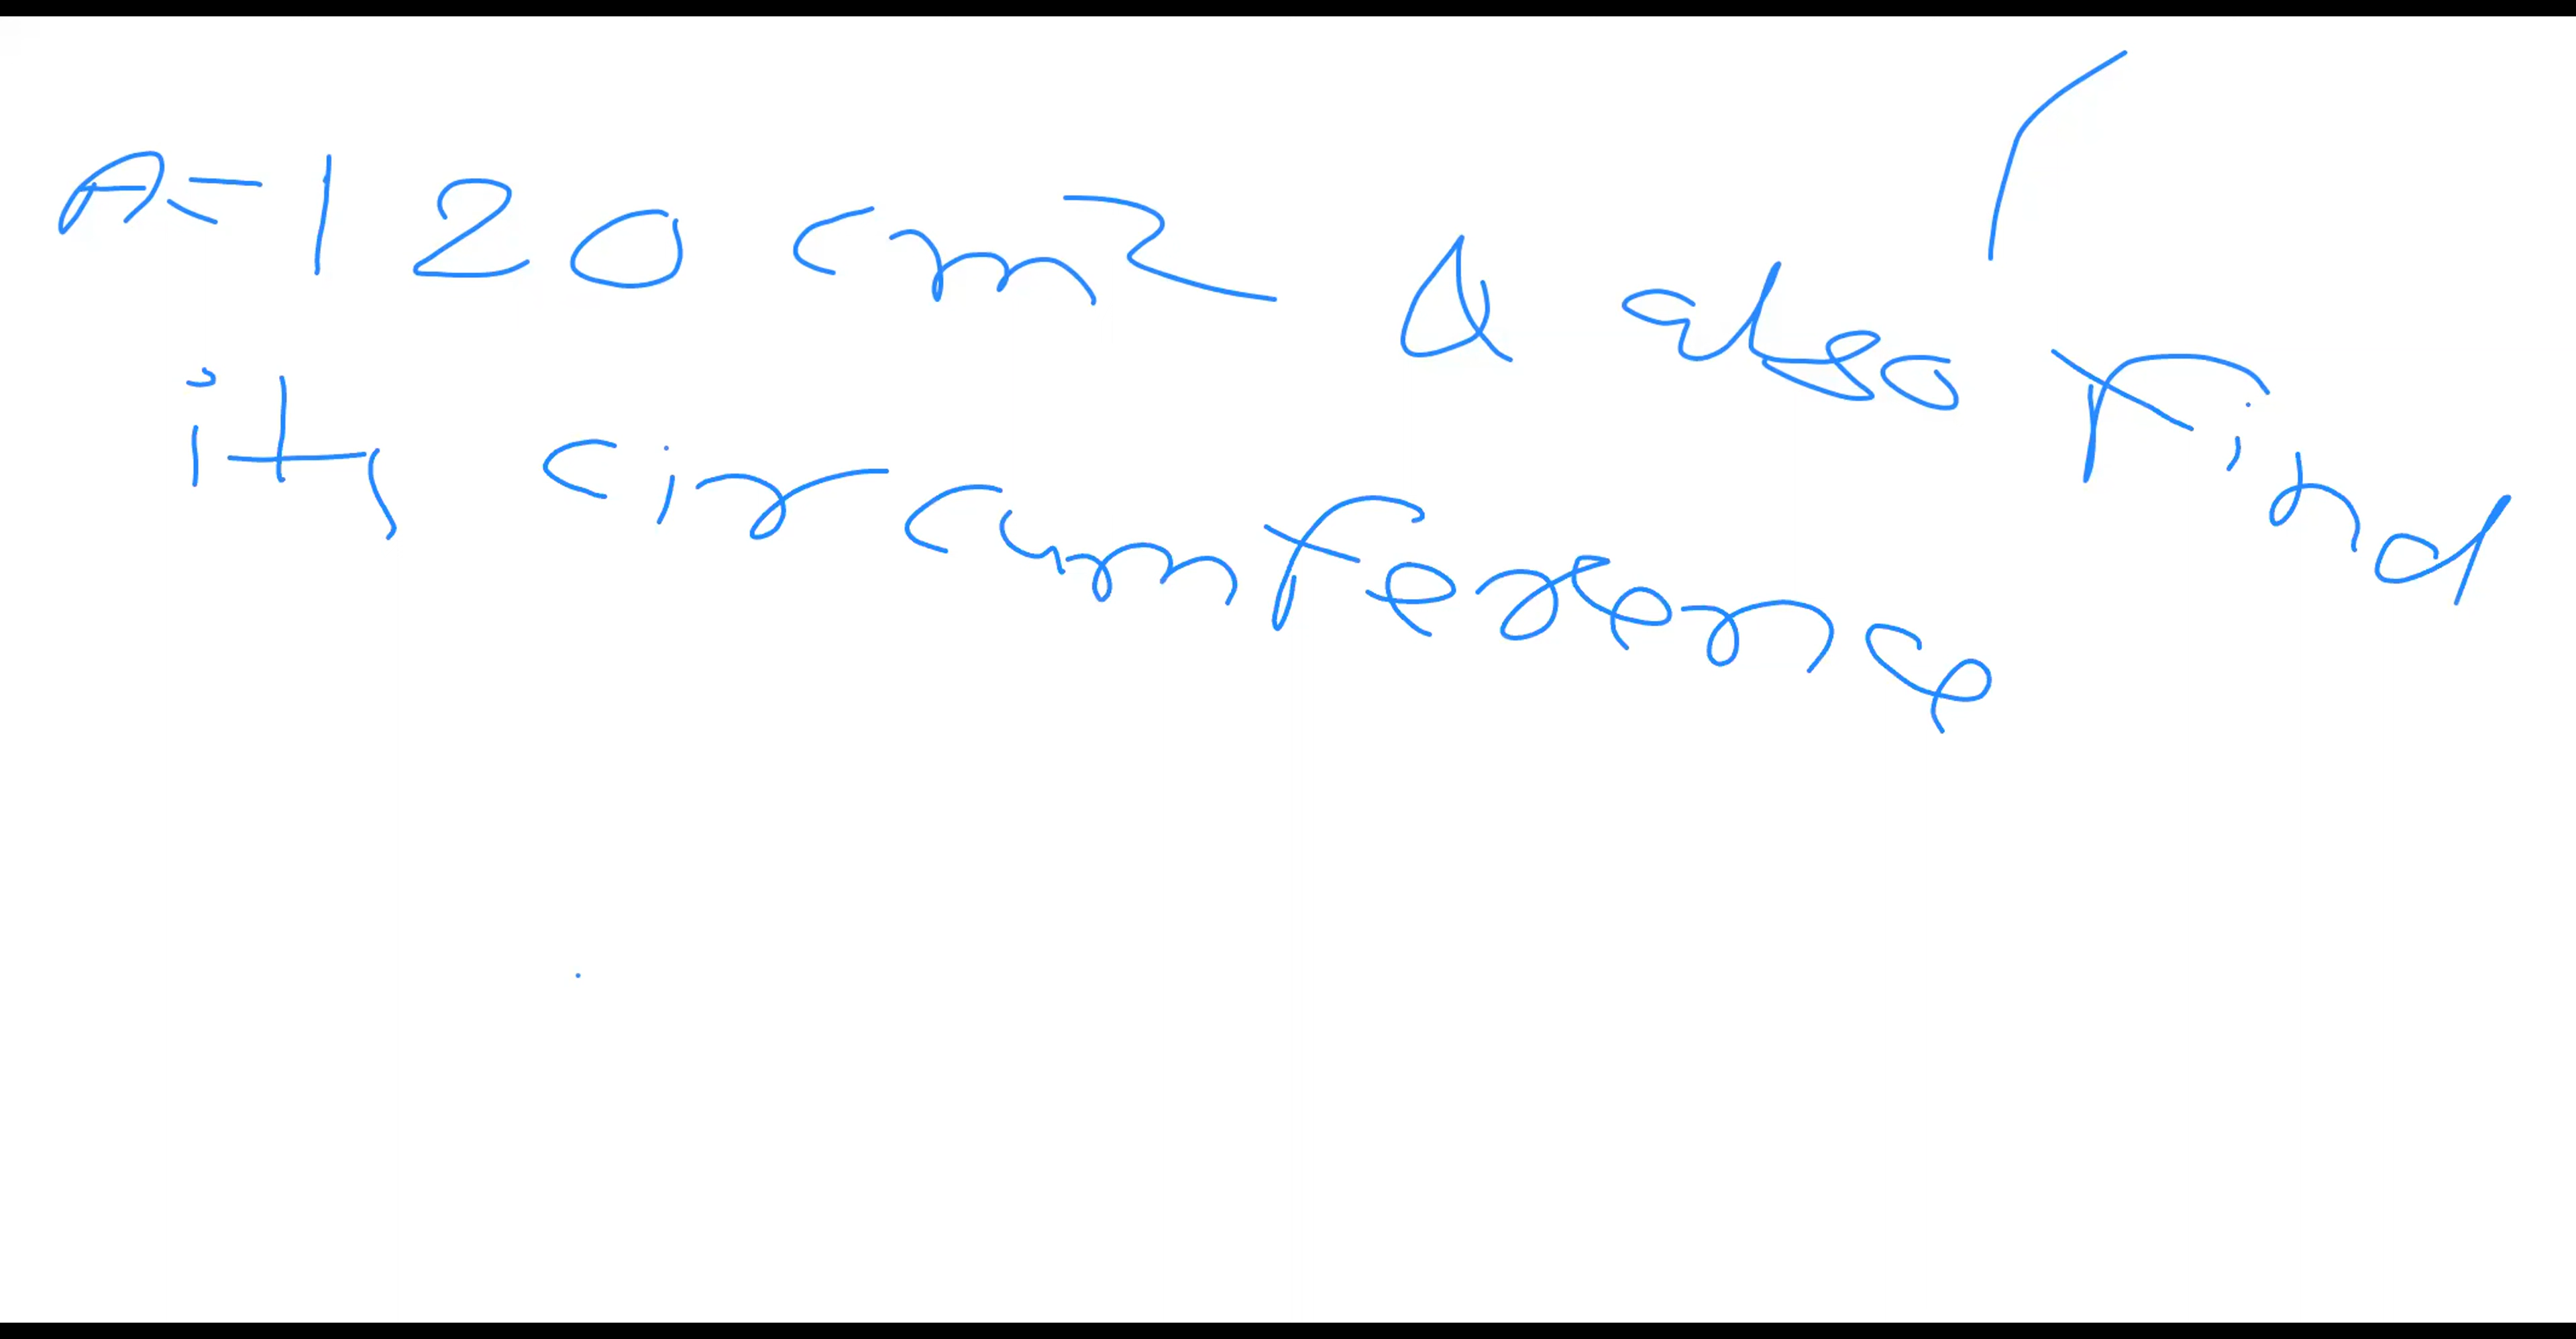 A=120 cm² & also find
its circumference